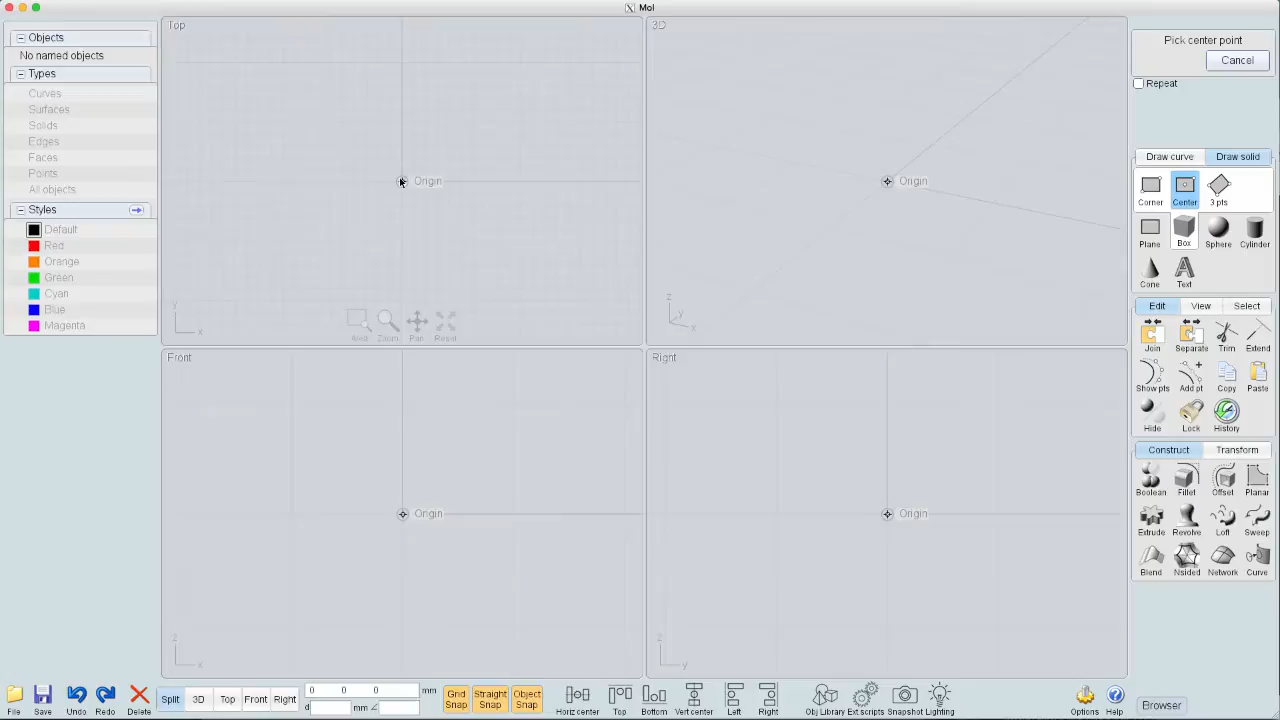 MoI
Objects
No named objects
Types
Curves
Surfaces
Solids
Edges
Faces
Points
All objects
Styles
Default
Red
Orange
Green
Cyan
Blue
Magenta
Top
Origin
y
x
Area Zoom Pan Reset
3D
Origin
z
y
x
Front
Origin
z
x
Right
Origin
z
y
Pick center point
Cancel
Repeat
Draw curve Draw solid
Corner Center 3 pts
Plane Box Sphere Cylinder
Cone Text
Edit View Select
Join Separate Trim Extend
Show pts Add pt Copy Paste
Hide Lock History
Construct Transform
Boolean Fillet Offset Planar
Extrude Revolve Loft Sweep
Blend Nsided Network Curve
File Save Undo Redo Delete
Split 3D Top Front Right
0 0 0 mm
d mm ∠
Grid Snap
Straight Snap
Object Snap
Horiz center Top Bottom Vert center Left Right
Obj Library Ext scripts Snapshot Lighting
Options Help
Browser